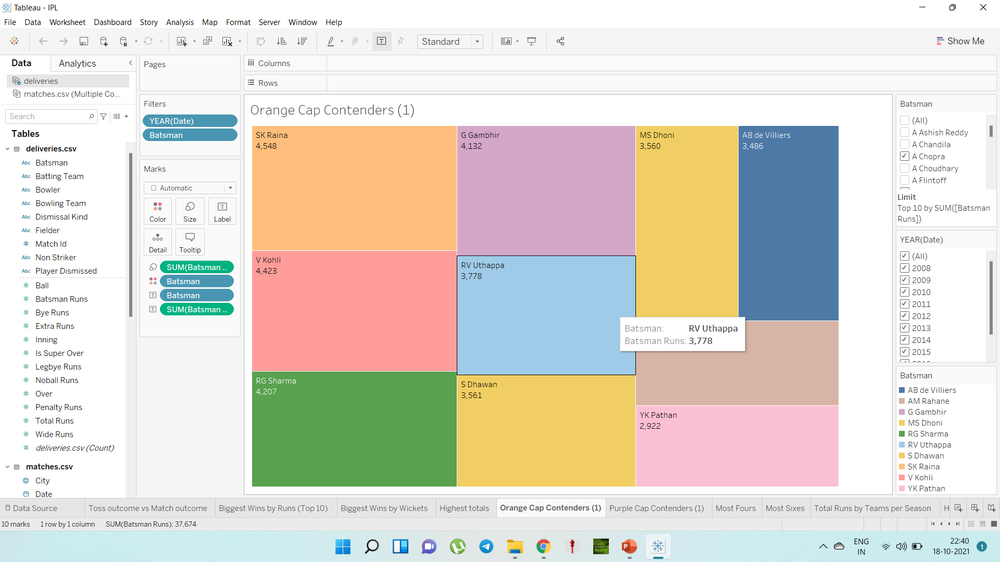 Tableau - IPL
File Data Worksheet Dashboard Story Analysis Map Format Server Window Help
Standard
Show Me
Data Analytics
deliveries
matches.csv (Multiple Co...
Search
Tables
deliveries.csv
Abc Batsman
Abc Batting Team
Abc Bowler
Abc Bowling Team
Abc Dismissal Kind
Abc Fielder
# Match Id
Abc Non Striker
Abc Player Dismissed
# Ball
# Batsman Runs
# Bye Runs
# Extra Runs
# Inning
# Is Super Over
# Legbye Runs
# Noball Runs
# Over
# Penalty Runs
# Total Runs
# Wide Runs
# deliveries.csv (Count)
matches.csv
City
Date
Pages
Filters
YEAR(Date)
Batsman
Marks
Automatic
Color Size Label
Detail Tooltip
SUM(Batsman ..
Batsman
Batsman
SUM(Batsman ..
Columns
Rows
Orange Cap Contenders (1)
SK Raina
4,548
V Kohli
4,423
RG Sharma
4,207
G Gambhir
4,132
RV Uthappa
3,778
S Dhawan
3,561
MS Dhoni
3,560
AB de Villiers
3,486
Batsman: RV Uthappa
Batsman Runs: 3,778
YK Pathan
2,922
Batsman
(All)
A Ashish Reddy
A Chandila
A Chopra
A Choudhary
A Flintoff
Limit
Top 10 by SUM([Batsman
Runs])
YEAR(Date)
(All)
2008
2009
2010
2011
2012
2013
2014
2015
Batsman
AB de Villiers
AM Rahane
G Gambhir
MS Dhoni
RG Sharma
RV Uthappa
S Dhawan
SK Raina
V Kohli
YK Pathan
Data Source Toss outcome vs Match outcome Biggest Wins by Runs (Top 10) Biggest Wins by Wickets Highest totals Orange Cap Contenders (1) Purple Cap Contenders (1) Most Fours Most Sixes Total Runs by Teams per Season H
10 marks 1 row by 1 column SUM(Batsman Runs): 37,674
ENG
IN
22:40
18-10-2021
1